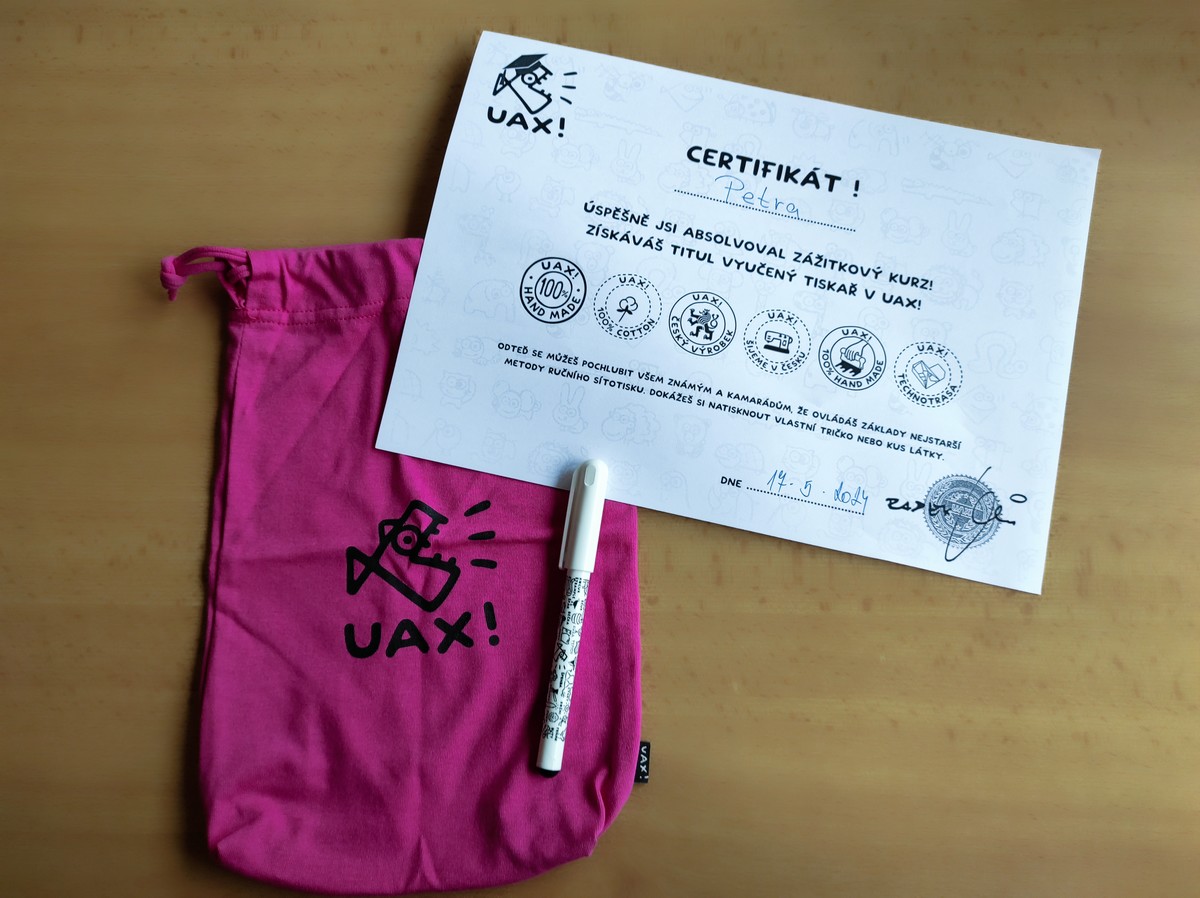 UAX!
CERTIFIKÁT !
Petra
ÚSPĚŠNĚ JSI ABSOLVOVAL ZÁŽITKOVÝ KURZ!
ZÍSKÁVÁŠ TITUL VYUČENÝ TISKAŘ V UAX!
UAX! 100% HAND MADE
UAX! 100% COTTON
UAX! ČESKÝ VÝROBEK
UAX! ŠIJEME V ČESKU
UAX! 100% HAND MADE
UAX! TECHNOTRAŠA
ODTEĎ SE MŮŽEŠ POCHLUBIT VŠEM ZNÁMÝM A KAMARÁDŮM, ŽE OVLÁDÁŠ ZÁKLADY NEJSTARŠÍ
METODY RUČNÍHO SÍTOTISKU. DOKÁŽEŠ SI NATISKNOUT VLASTNÍ TRIČKO NEBO KUS LÁTKY.
DNE 17. 5. 2024
UAX!
UAX!